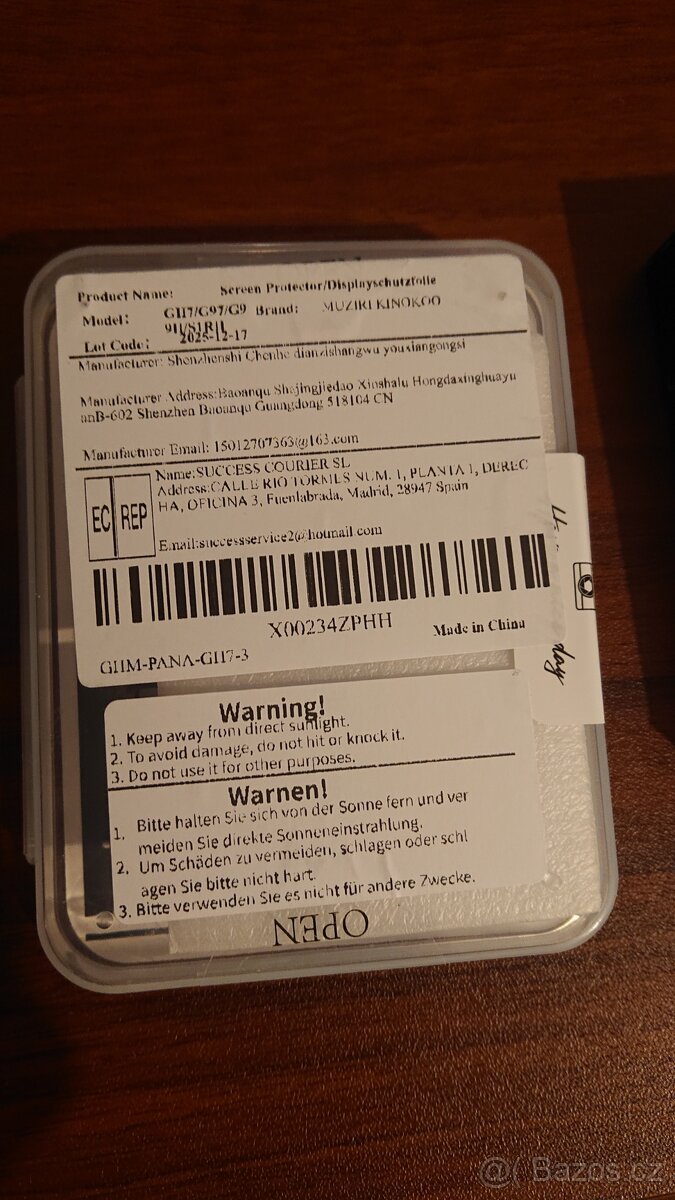 Product Name: Screen Protector/Displayschutzfolie
Model: GH7/G97/G9 Brand: MUZIRI KINOKOO
9II/S1R II
Lot Code: 2025-12-17
Manufacturer: Shenzhenshi Chenhe dianzishangwu youxiangongsi
Manufacturer Address:Baoanqu Shajingjiedao Xinshalu Hongdaxinghuayu
anB-602 Shenzhen Baoanqu Guangdong 518104 CN
Manufacturer Email: 15012707363@163.com
EC REP
Name:SUCCESS COURIER SL
Address:CALLE RIO TORMES NUM. 1, PLANTA 1, DEREC
HA, OFICINA 3, Fuenlabrada, Madrid, 28947 Spain
Email:successservice2@hotmail.com
X00234ZPHH
Made in China
GHM-PANA-GH7-3
day
Warning!
1. Keep away from direct sunlight.
2. To avoid damage, do not hit or knock it.
3. Do not use it for other purposes.
Warnen!
1. Bitte halten Sie sich von der Sonne fern und ver
meiden Sie direkte Sonneneinstrahlung.
2. Um Schäden zu vermeiden, schlagen oder schl
agen Sie bitte nicht hart.
3. Bitte verwenden Sie es nicht für andere Zwecke.
OPEN
@( Bazos.cz